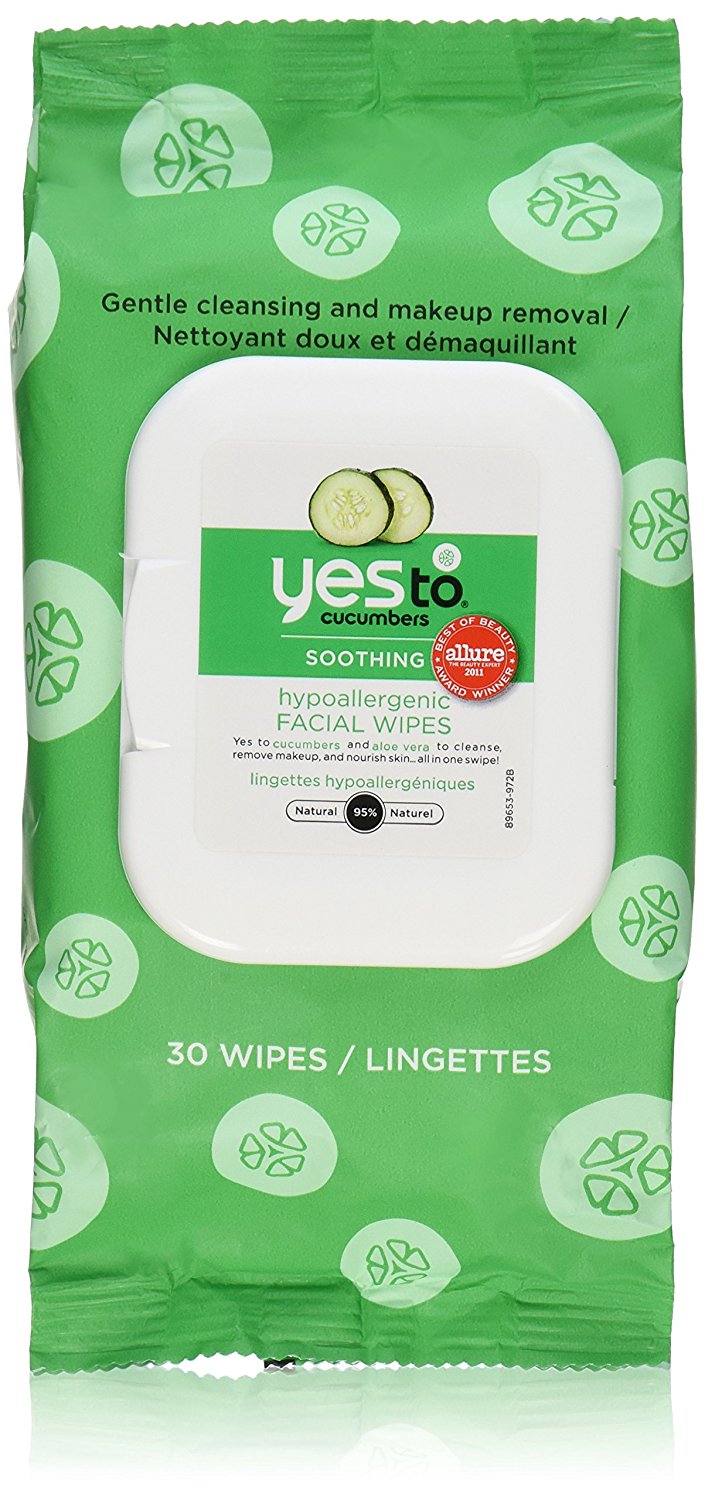 Gentle cleansing and makeup removal /
Nettoyant doux et démaquillant
yes to®
cucumbers
SOOTHING
BEST OF BEAUTY
allure
THE BEAUTY EXPERT
2011
AWARD WINNER
hypoallergenic
FACIAL WIPES
Yes to cucumbers and aloe vera to cleanse,
remove makeup, and nourish skin... all in one swipe!
lingettes hypoallergéniques
Natural 95% Naturel
89653-972B
30 WIPES / LINGETTES